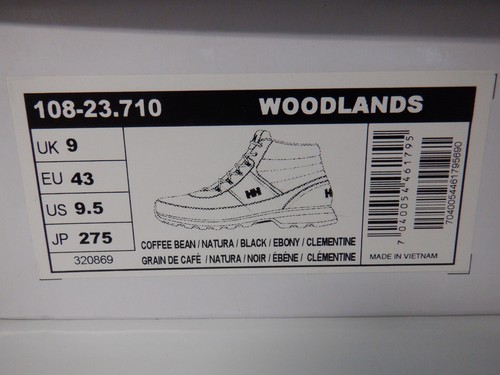 108-23.710 WOODLANDS
UK 9
EU 43
US 9.5
JP 275
320869
HH
HH
COFFEE BEAN / NATURA / BLACK / EBONY / CLEMENTINE
GRAIN DE CAFÉ / NATURA / NOIR / ÉBÈNE / CLÉMENTINE
7 040054 461795
7040054461795690
MADE IN VIETNAM